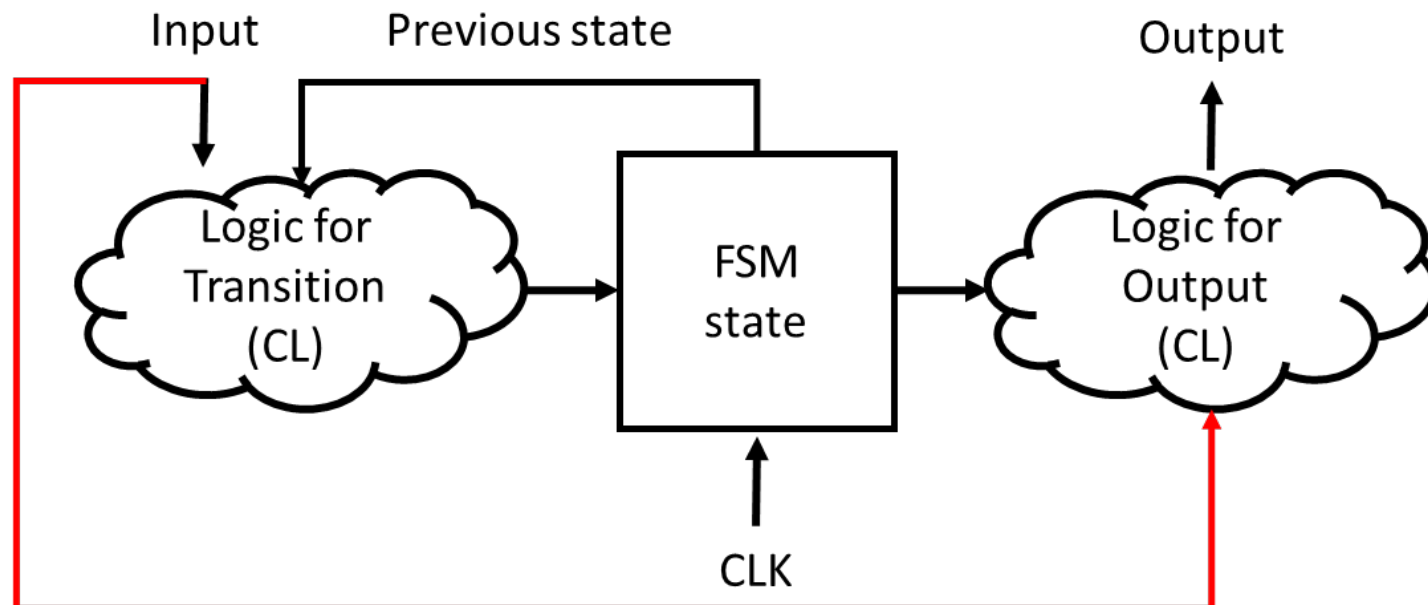 Input
Previous state
Output
Logic for
Transition
(CL)
FSM
state
Logic for
Output
(CL)
CLK